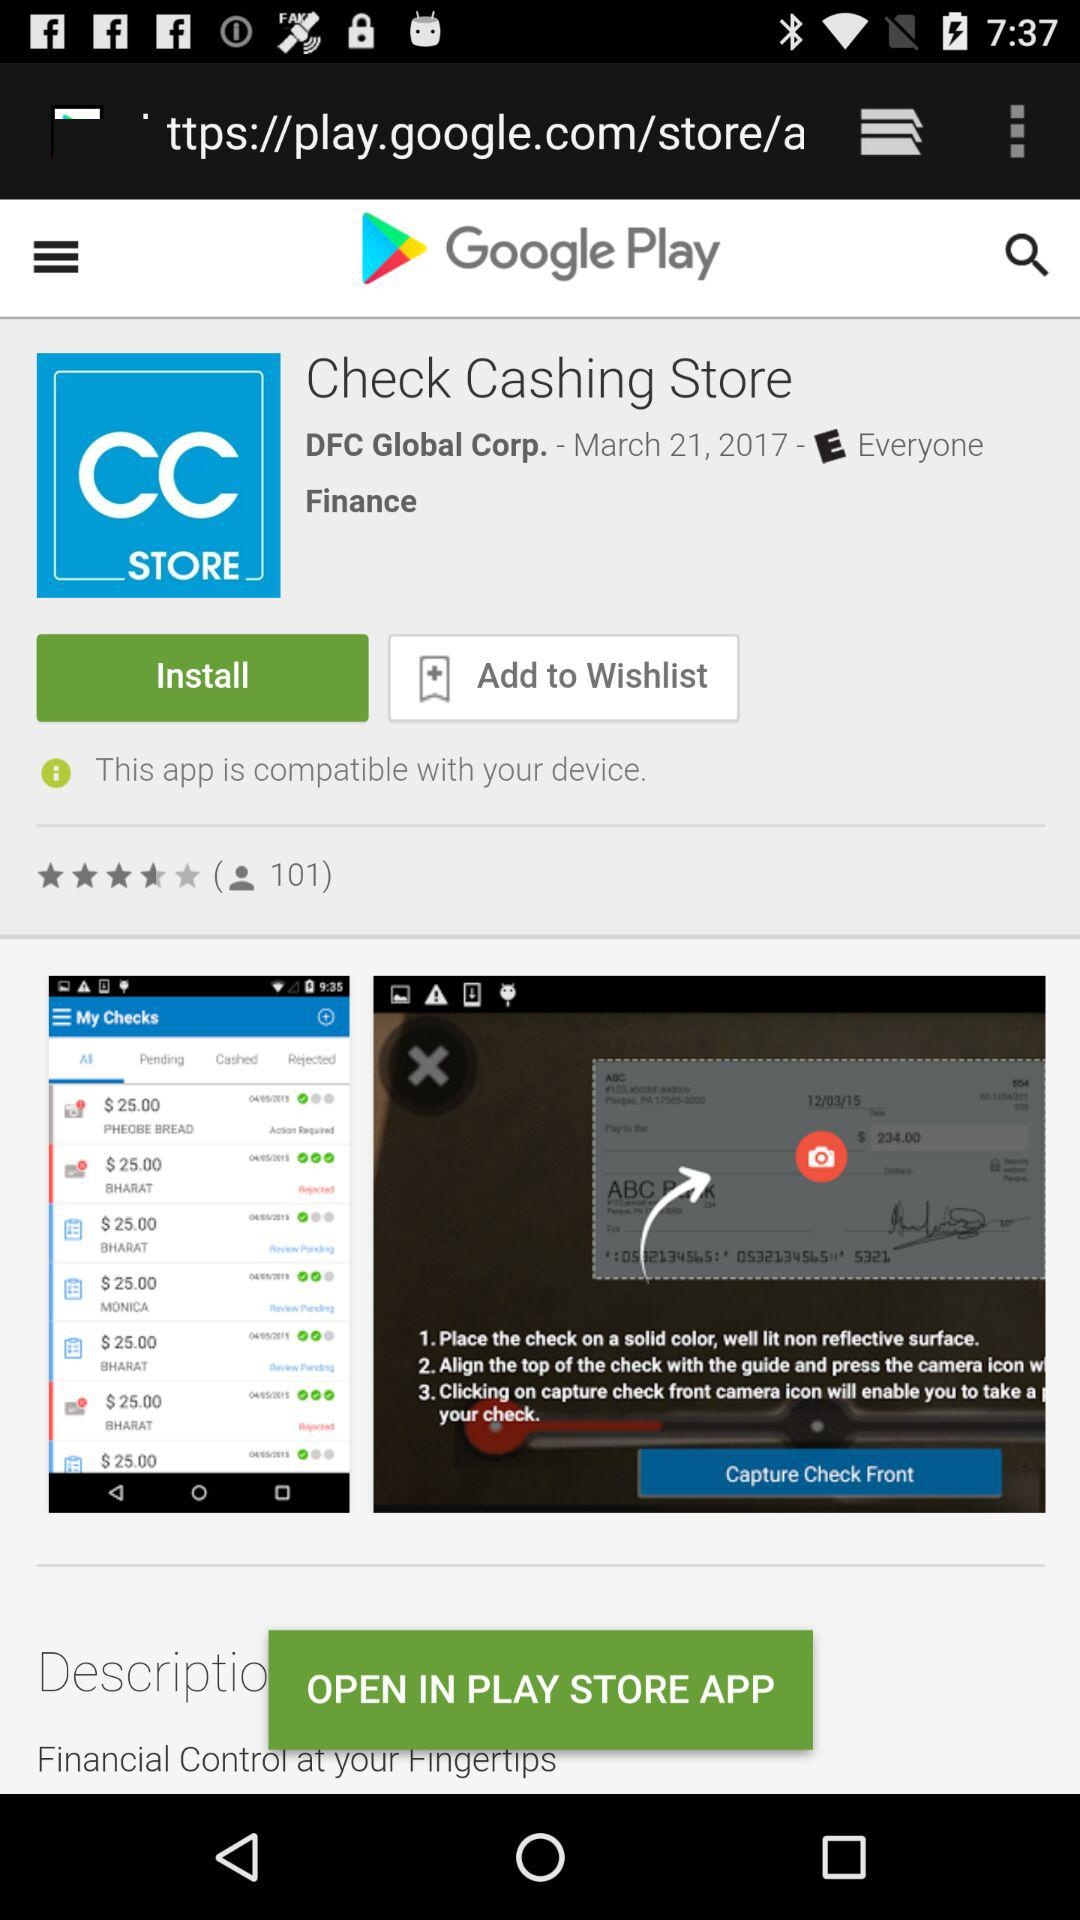 FAKE
7:37
ttps://play.google.com/store/a
Google Play
CC
STORE
Check Cashing Store
DFC Global Corp. - March 21, 2017 - E Everyone
Finance
Install
Add to Wishlist
This app is compatible with your device.
( 101)
9:35
My Checks
All Pending Cashed Rejected
$ 25.00 04/05/2015
PHEOBE BREAD Action Required
$ 25.00 04/05/2015
BHARAT Rejected
$ 25.00 04/05/2015
BHARAT Review Pending
$ 25.00 04/05/2015
MONICA Review Pending
$ 25.00 04/05/2015
BHARAT Review Pending
$ 25.00 04/05/2015
BHARAT Rejected
$ 25.00 04/05/2015
ABC 654
12/03/15
Date
Pay to the
$ 234.00
Dollars
ABC
For
1. Place the check on a solid color, well lit non reflective surface.
2. Align the top of the check with the guide and press the camera icon w
3. Clicking on capture check front camera icon will enable you to take a
your check.
Capture Check Front
Descriptio
OPEN IN PLAY STORE APP
Financial Control at your Fingertips